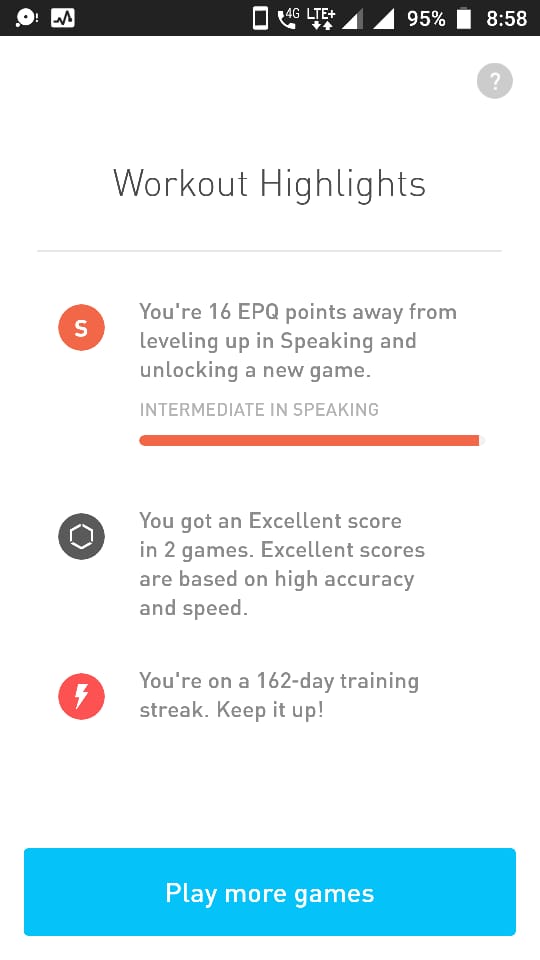 4G LTE+ 95% 8:58
?
Workout Highlights
S
You're 16 EPQ points away from
leveling up in Speaking and
unlocking a new game.
INTERMEDIATE IN SPEAKING
You got an Excellent score
in 2 games. Excellent scores
are based on high accuracy
and speed.
You're on a 162-day training
streak. Keep it up!
Play more games